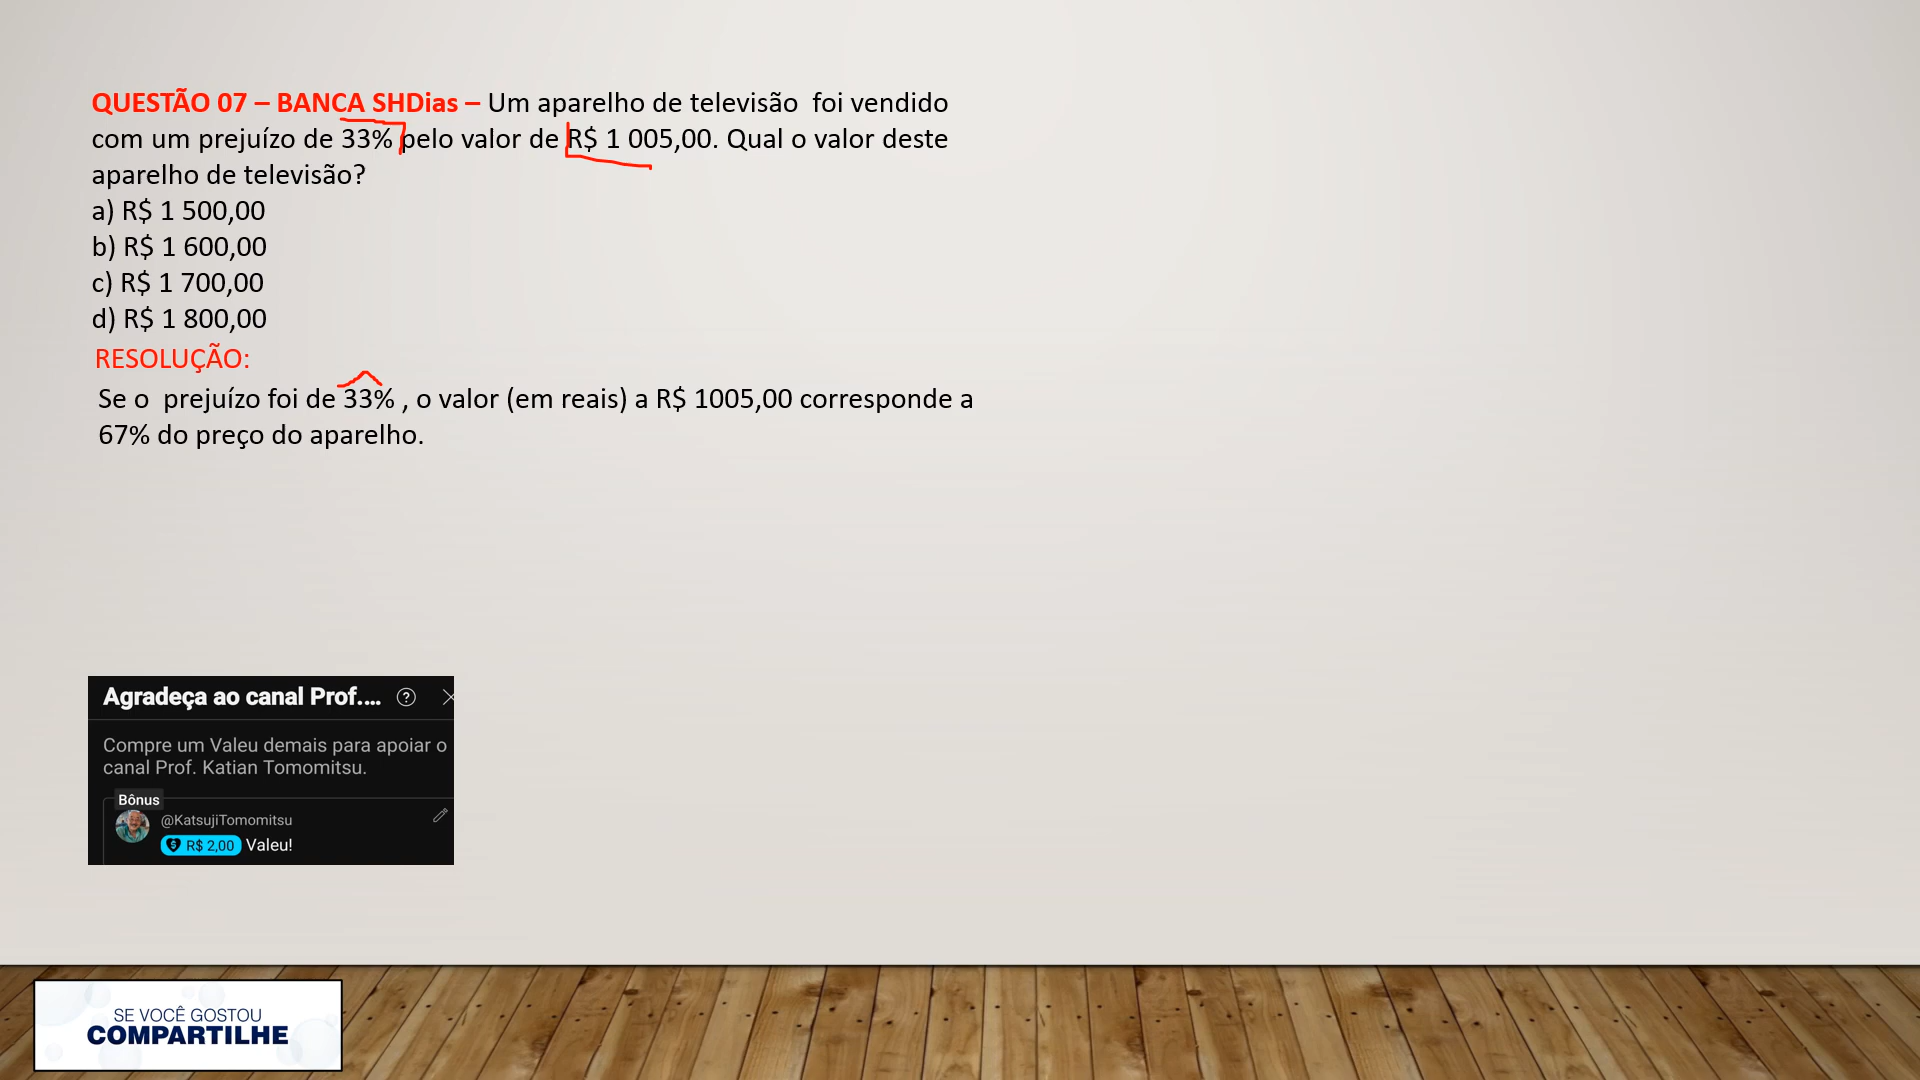 QUESTÃO 07 – BANCA SHDias – Um aparelho de televisão foi vendido
com um prejuízo de 33% pelo valor de R$ 1 005,00. Qual o valor deste
aparelho de televisão?
a) R$ 1 500,00
b) R$ 1 600,00
c) R$ 1 700,00
d) R$ 1 800,00
RESOLUÇÃO:
Se o prejuízo foi de 33% , o valor (em reais) a R$ 1005,00 corresponde a
67% do preço do aparelho.
Agradeça ao canal Prof....
Compre um Valeu demais para apoiar o
canal Prof. Katian Tomomitsu.
Bônus
@KatsujiTomomitsu
R$ 2,00 Valeu!
SE VOCÊ GOSTOU
COMPARTILHE